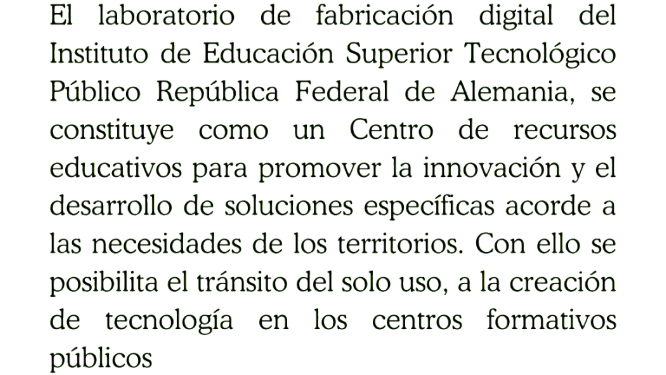 El laboratorio de fabricación digital del
Instituto de Educación Superior Tecnológico
Público República Federal de Alemania, se
constituye como un Centro de recursos
educativos para promover la innovación y el
desarrollo de soluciones específicas acorde a
las necesidades de los territorios. Con ello se
posibilita el tránsito del solo uso, a la creación
de tecnología en los centros formativos
públicos